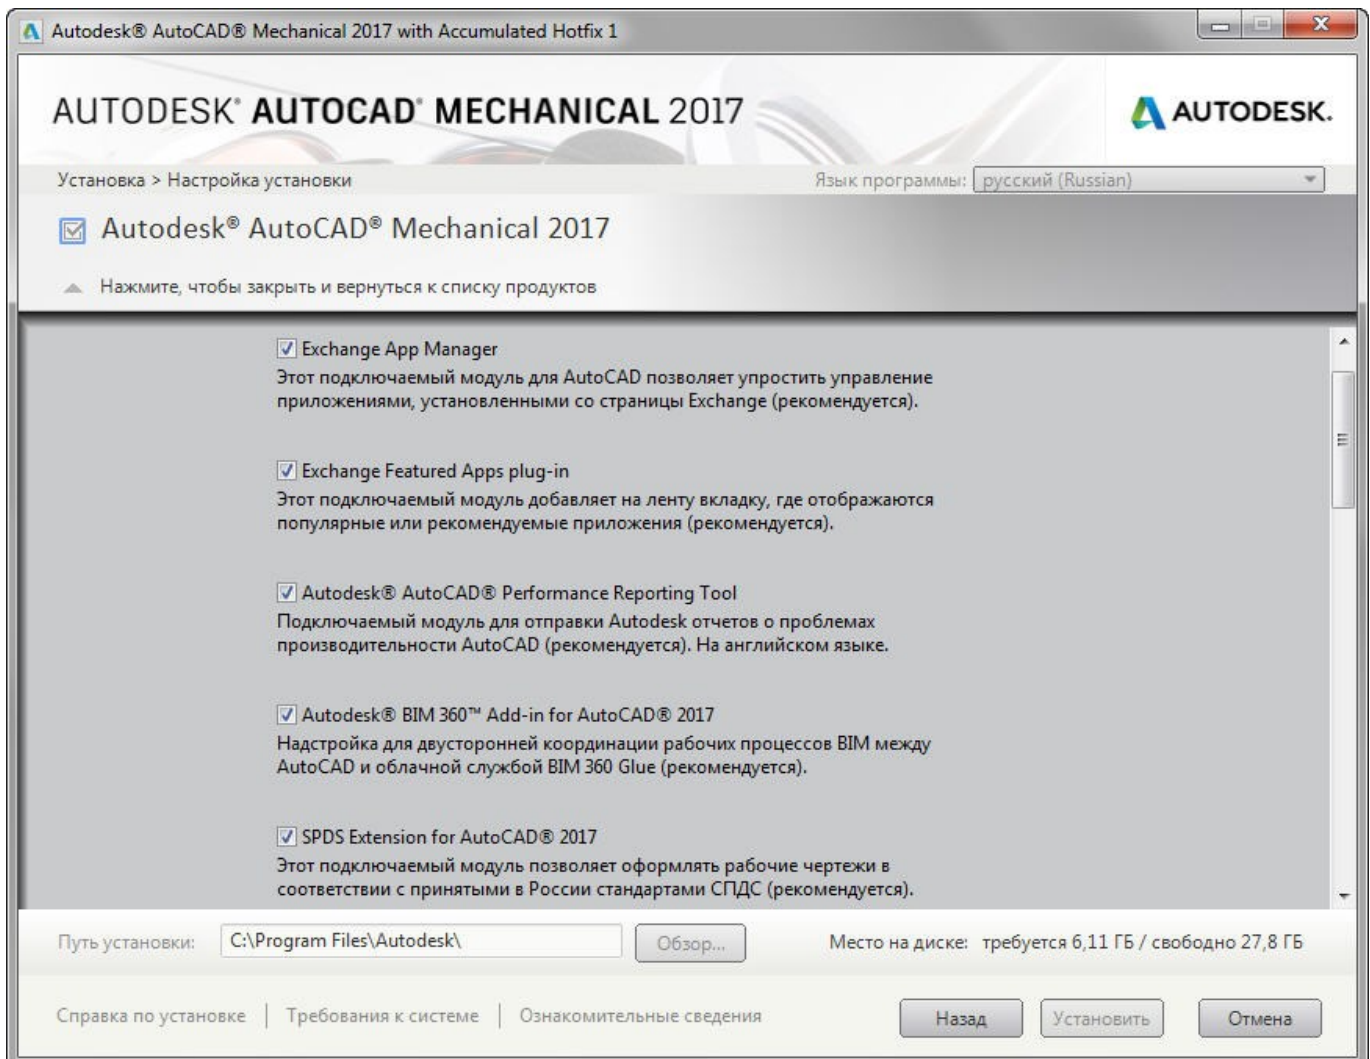 Autodesk® AutoCAD® Mechanical 2017 with Accumulated Hotfix 1
AUTODESK® AUTOCAD® MECHANICAL 2017
AUTODESK.
Установка > Настройка установки
Язык программы: русский (Russian)
Autodesk® AutoCAD® Mechanical 2017
Нажмите, чтобы закрыть и вернуться к списку продуктов
Exchange App Manager
Этот подключаемый модуль для AutoCAD позволяет упростить управление
приложениями, установленными со страницы Exchange (рекомендуется).
Exchange Featured Apps plug-in
Этот подключаемый модуль добавляет на ленту вкладку, где отображаются
популярные или рекомендуемые приложения (рекомендуется).
Autodesk® AutoCAD® Performance Reporting Tool
Подключаемый модуль для отправки Autodesk отчетов о проблемах
производительности AutoCAD (рекомендуется). На английском языке.
Autodesk® BIM 360™ Add-in for AutoCAD® 2017
Надстройка для двусторонней координации рабочих процессов BIM между
AutoCAD и облачной службой BIM 360 Glue (рекомендуется).
SPDS Extension for AutoCAD® 2017
Этот подключаемый модуль позволяет оформлять рабочие чертежи в
соответствии с принятыми в России стандартами СПДС (рекомендуется).
Путь установки: C:\Program Files\Autodesk\ Обзор... Место на диске: требуется 6,11 ГБ / свободно 27,8 ГБ
Справка по установке | Требования к системе | Ознакомительные сведения Назад Установить Отмена